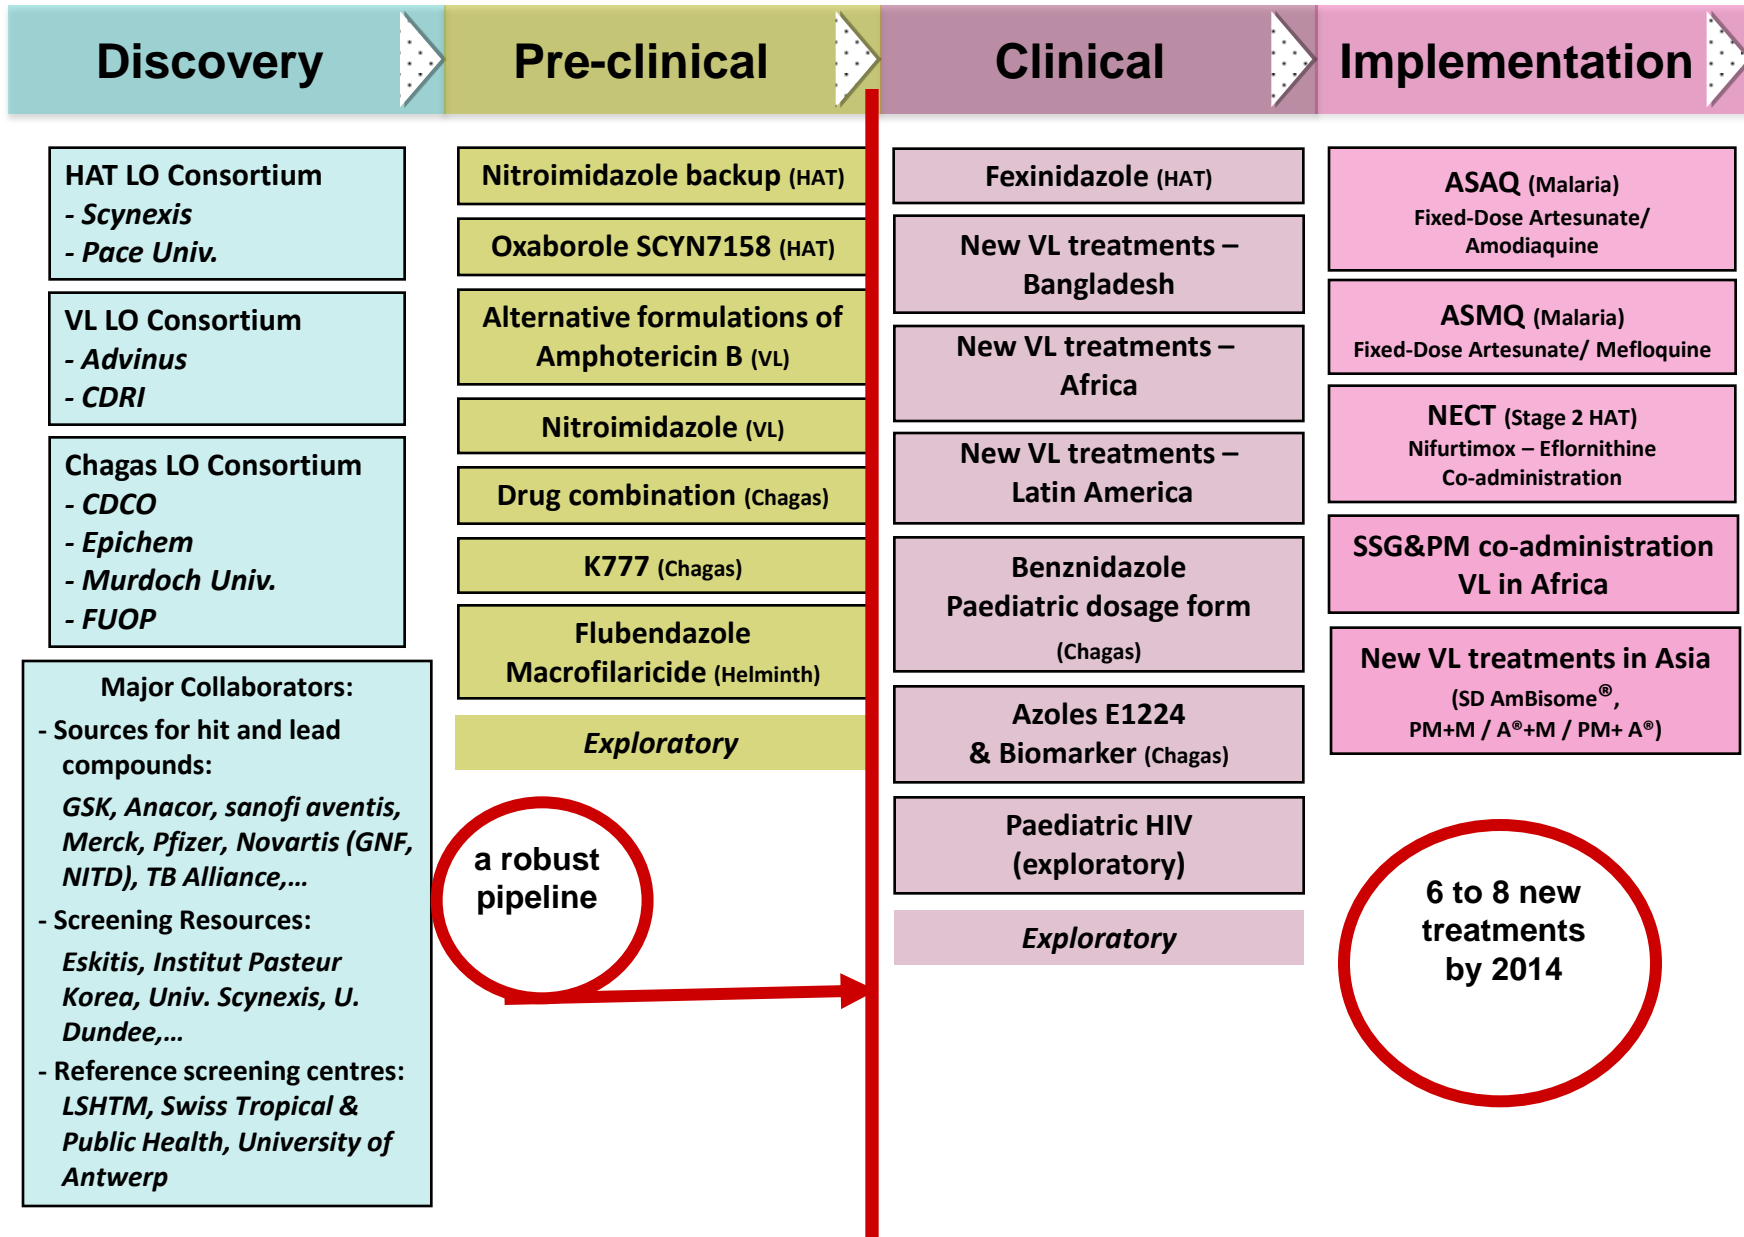 Discovery
Pre-clinical
Clinical
Implementation
HAT LO Consortium
- Scynexis
- Pace Univ.
VL LO Consortium
- Advinus
- CDRI
Chagas LO Consortium
- CDCO
- Epichem
- Murdoch Univ.
- FUOP
Major Collaborators:
- Sources for hit and lead
compounds:
GSK, Anacor, sanofi aventis,
Merck, Pfizer, Novartis (GNF,
NITD), TB Alliance,...
- Screening Resources:
Eskitis, Institut Pasteur
Korea, Univ. Scynexis, U.
Dundee,...
- Reference screening centres:
LSHTM, Swiss Tropical &
Public Health, University of
Antwerp
Nitroimidazole backup (HAT)
Oxaborole SCYN7158 (HAT)
Alternative formulations of
Amphotericin B (VL)
Nitroimidazole (VL)
Drug combination (Chagas)
K777 (Chagas)
Flubendazole
Macrofilaricide (Helminth)
Exploratory
a robust
pipeline
Fexinidazole (HAT)
New VL treatments –
Bangladesh
New VL treatments –
Africa
New VL treatments –
Latin America
Benznidazole
Paediatric dosage form
(Chagas)
Azoles E1224
& Biomarker (Chagas)
Paediatric HIV
(exploratory)
Exploratory
ASAQ (Malaria)
Fixed-Dose Artesunate/
Amodiaquine
ASMQ (Malaria)
Fixed-Dose Artesunate/ Mefloquine
NECT (Stage 2 HAT)
Nifurtimox – Eflornithine
Co-administration
SSG&PM co-administration
VL in Africa
New VL treatments in Asia
(SD AmBisome®,
PM+M / A®+M / PM+ A®)
6 to 8 new
treatments
by 2014